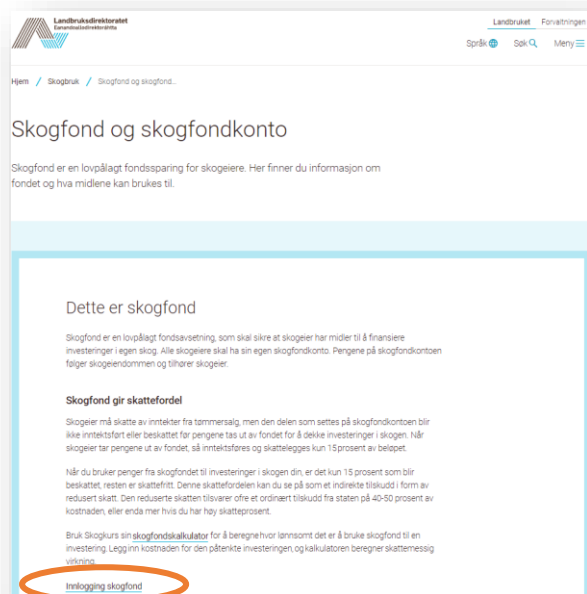 Landbruksdirektoratet
Eanandoallodirektoráhtta
Landbruket Forvaltningen
Språk Søk Meny
Hjem / Skogbruk / Skogfond og skogfond...
Skogfond og skogfondkonto
Skogfond er en lovpålagt fondssparing for skogeiere. Her finner du informasjon om
fondet og hva midlene kan brukes til.
Dette er skogfond
Skogfond er en lovpålagt fondsavsetning, som skal sikre at skogeier har midler til å finansiere
investeringer i egen skog. Alle skogeiere skal ha sin egen skogfondkonto. Pengene på skogfondkontoen
følger skogeiendommen og tilhører skogeier.
Skogfond gir skattefordel
Skogeier må skatte av inntekter fra tømmersalg, men den delen som settes på skogfondkontoen blir
ikke inntektsført eller beskattet før pengene tas ut av fondet for å dekke investeringer i skogen. Når
skogeier tar pengene ut av fondet, så inntektsføres og skattelegges kun 15 prosent av beløpet.
Når du bruker penger fra skogfondet til investeringer i skogen din, er det kun 15 prosent som blir
beskattet, resten er skattefritt. Denne skattefordelen kan du se på som et indirekte tilskudd i form av
redusert skatt. Den reduserte skatten tilsvarer ofre et ordinært tilskudd fra staten på 40-50 prosent av
kostnaden, eller enda mer hvis du har høy skatteprosent.
Bruk Skogkurs sin skogfondskalkulator for å beregne hvor lønnsomt det er å bruke skogfond til en
investering. Legg inn kostnaden for den påtenkte investeringen, og kalkulatoren beregner skattemessig
virkning.
Innlogging skogfond